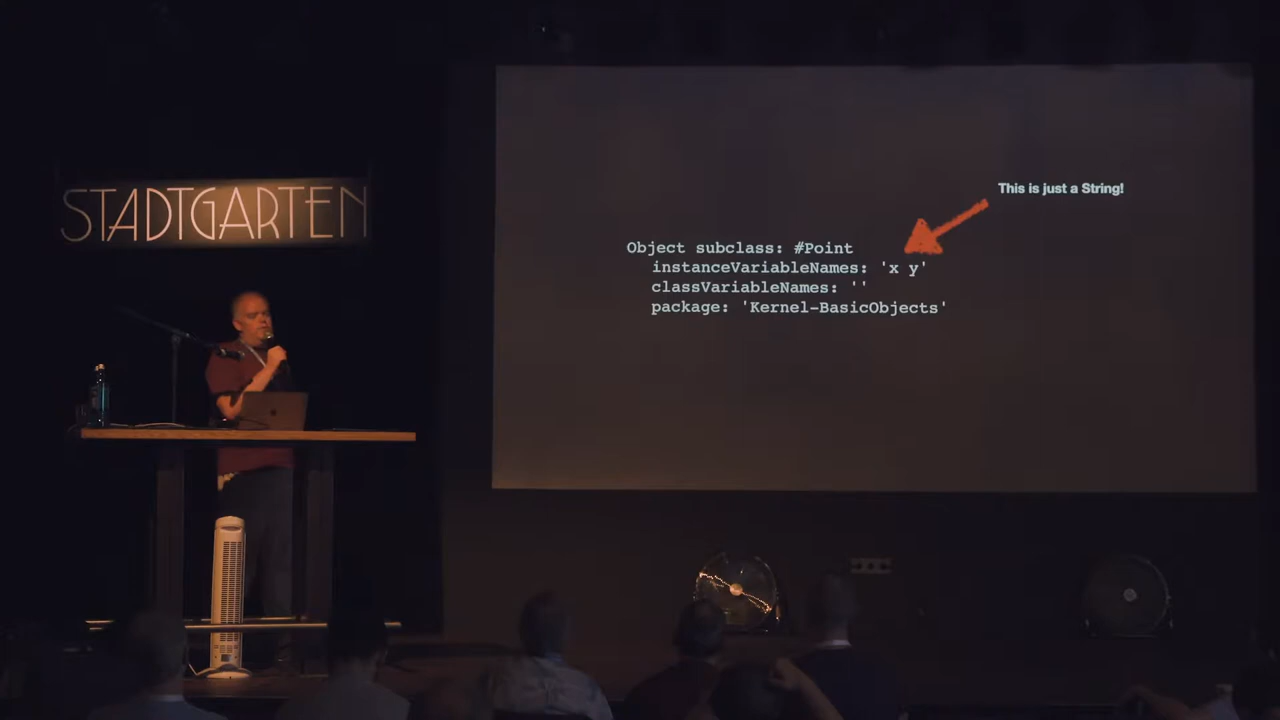 STADTGARTEN
This is just a String!
Object subclass: #Point
instanceVariableNames: 'x y'
classVariableNames: ''
package: 'Kernel-BasicObjects'